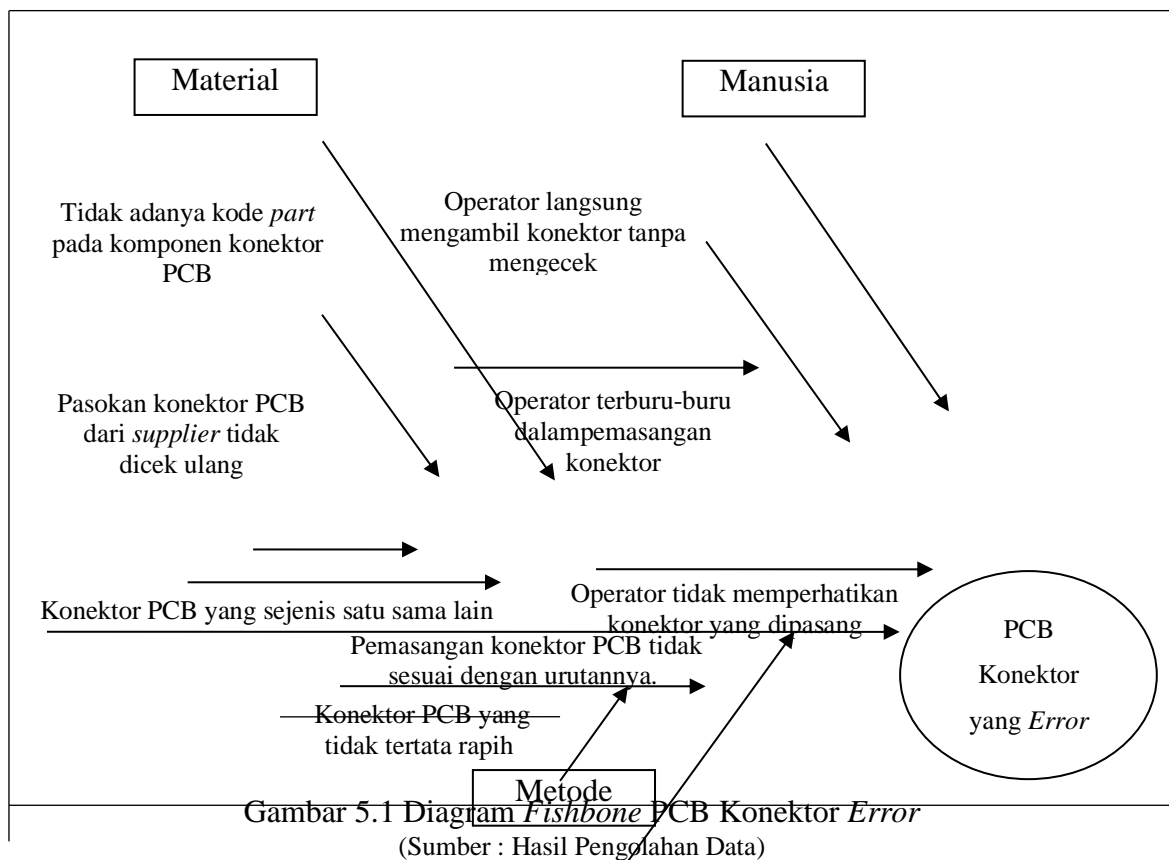 Material
Manusia
Tidak adanya kode part
pada komponen konektor
PCB
Operator langsung
mengambil konektor tanpa
mengecek
Pasokan konektor PCB
dari supplier tidak
dicek ulang
Operator terburu-buru
dalampemasangan
konektor
Konektor PCB yang sejenis satu sama lain
Operator tidak memperhatikan
konektor yang dipasang
Pemasangan konektor PCB tidak
sesuai dengan urutannya.
Konektor PCB yang
tidak tertata rapih
PCB
Konektor
yang Error
Metode
Gambar 5.1 Diagram Fishbone PCB Konektor Error
(Sumber : Hasil Pengolahan Data)